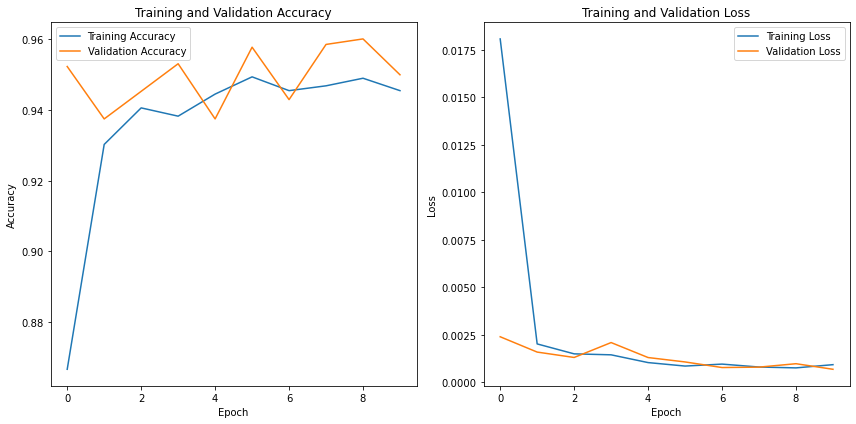 Training and Validation Accuracy
Training Accuracy
Validation Accuracy
0.96
0.94
0.92
0.90
0.88
Accuracy
0 2 4 6 8
Epoch
Training and Validation Loss
Training Loss
Validation Loss
0.0175
0.0150
0.0125
0.0100
0.0075
0.0050
0.0025
0.0000
Loss
0 2 4 6 8
Epoch